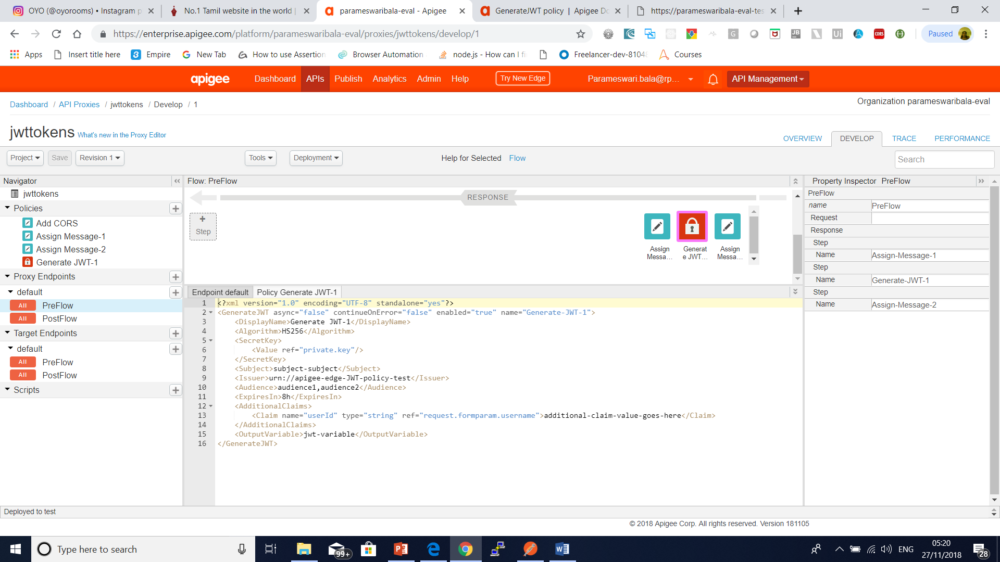 OYO (@oyorooms) • Instagram p
No.1 Tamil website in the world |
parameswaribala-eval - Apigee
GenerateJWT policy | Apigee Do
https://parameswaribala-eval-tes
https://enterprise.apigee.com/platform/parameswaribala-eval/proxies/jwttokens/develop/1
Paused
Apps
Insert title here
Empire
New Tab
How to use Assertion
Browser Automation
node.js - How can I fi
Freelancer-dev-81048
Courses
apigee
Dashboard APIs Publish Analytics Admin Help
Try New Edge
Parameswari.bala@rp...
API Management
Dashboard / API Proxies / jwttokens / Develop / 1
Organization parameswaribala-eval
jwttokens What's new in the Proxy Editor
OVERVIEW DEVELOP TRACE PERFORMANCE
Project Save Revision 1 Tools Deployment
Help for Selected Flow
Search
Navigator
jwttokens
Policies
Add CORS
Assign Message-1
Assign Message-2
Generate JWT-1
Proxy Endpoints
default
All PreFlow
All PostFlow
Target Endpoints
default
All PreFlow
All PostFlow
Scripts
Flow: PreFlow
RESPONSE
+
Step
Assign
Messa...
Generat
e JWT...
Assign
Messa...
Endpoint default
Policy Generate JWT-1
1 <?xml version="1.0" encoding="UTF-8" standalone="yes"?>
2 <GenerateJWT async="false" continueOnError="false" enabled="true" name="Generate-JWT-1">
3 <DisplayName>Generate JWT-1</DisplayName>
4 <Algorithm>HS256</Algorithm>
5 <SecretKey>
6 <Value ref="private.key"/>
7 </SecretKey>
8 <Subject>subject-subject</Subject>
9 <Issuer>urn://apigee-edge-JWT-policy-test</Issuer>
10 <Audience>audience1,audience2</Audience>
11 <ExpiresIn>8h</ExpiresIn>
12 <AdditionalClaims>
13 <Claim name="userId" type="string" ref="request.formparam.username">additional-claim-value-goes-here</Claim>
14 </AdditionalClaims>
15 <OutputVariable>jwt-variable</OutputVariable>
16 </GenerateJWT>
Property Inspector PreFlow
PreFlow
name PreFlow
Request
Response
Step
Name Assign-Message-1
Step
Name Generate-JWT-1
Step
Name Assign-Message-2
Deployed to test
© 2018 Apigee Corp. All rights reserved. Version 181105
Type here to search
99+
ENG
05:20
27/11/2018
28